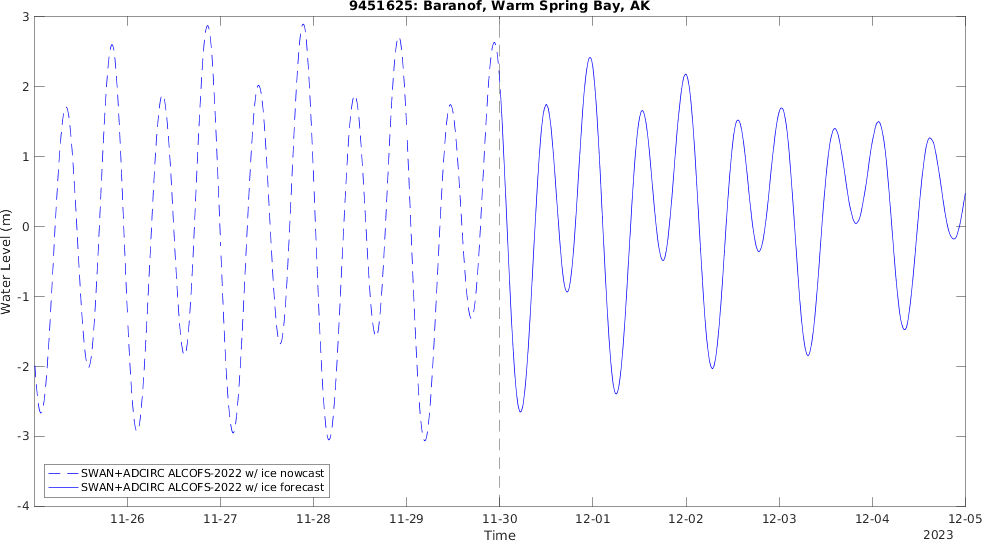 9451625: Baranof, Warm Spring Bay, AK
3
2
1
0
-1
-2
-3
-4
Water Level (m)
SWAN+ADCIRC ALCOFS-2022 w/ ice nowcast
SWAN+ADCIRC ALCOFS-2022 w/ ice forecast
11-26 11-27 11-28 11-29 11-30 12-01 12-02 12-03 12-04 12-05
Time
2023